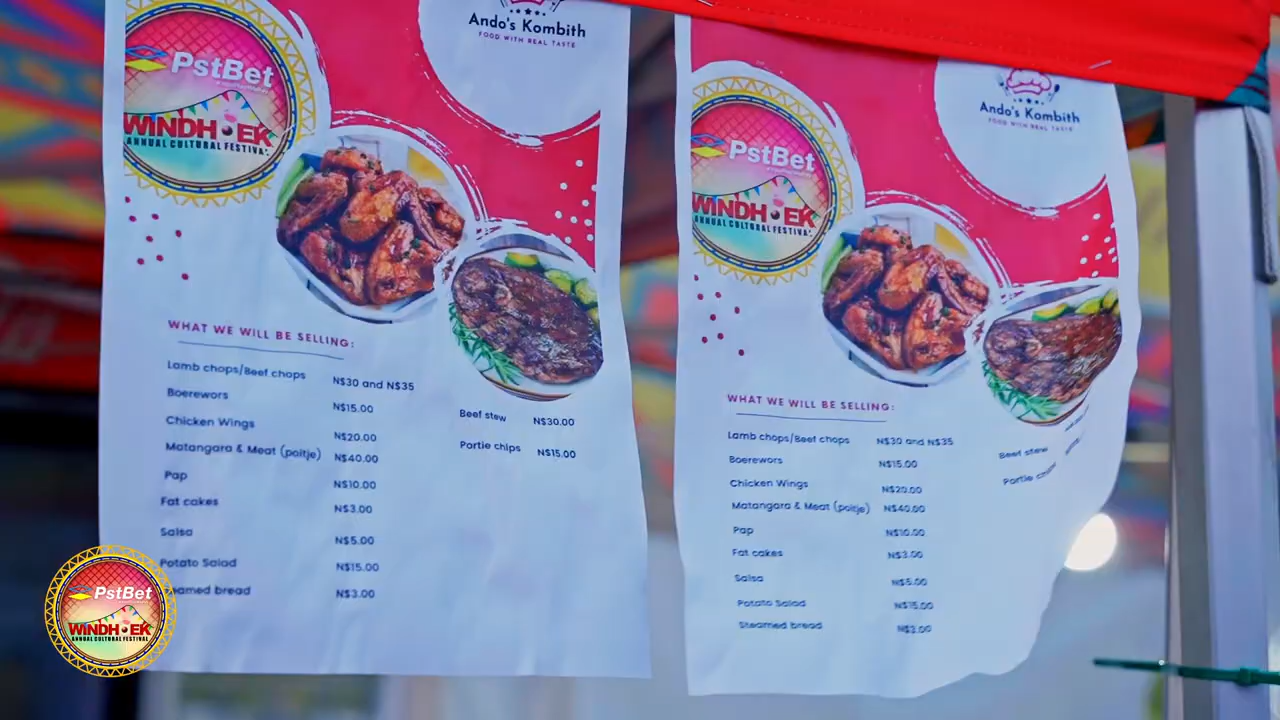 PstBet
WINDHOEK
ANNUAL CULTURAL FESTIVAL
Ando's Kombith
FOOD WITH REAL TASTE
WHAT WE WILL BE SELLING:
Lamb chops/Beef chops N$30 and N$35
Boerewors N$15.00
Chicken Wings N$20.00
Matangara & Meat (poitje) N$40.00
Pap N$10.00
Fat cakes N$3.00
Salsa N$5.00
Potato Salad N$15.00
eamed bread N$3.00
Beef stew N$30.00
Portie chips N$15.00
PstBet
WINDHOEK
ANNUAL CULTURAL FESTIVAL
Ando's Kombith
FOOD WITH REAL TASTE
WHAT WE WILL BE SELLING:
Lamb chops/Beef chops N$30 and N$35
Boerewors N$15.00
Chicken Wings N$20.00
Matangara & Meat (poitje) N$40.00
Pap N$10.00
Fat cakes N$3.00
Salsa N$5.00
Potato Salad N$15.00
Steamed bread N$3.00
Beef stew
Portie
PstBet
WINDHOEK
ANNUAL CULTURAL FESTIVAL